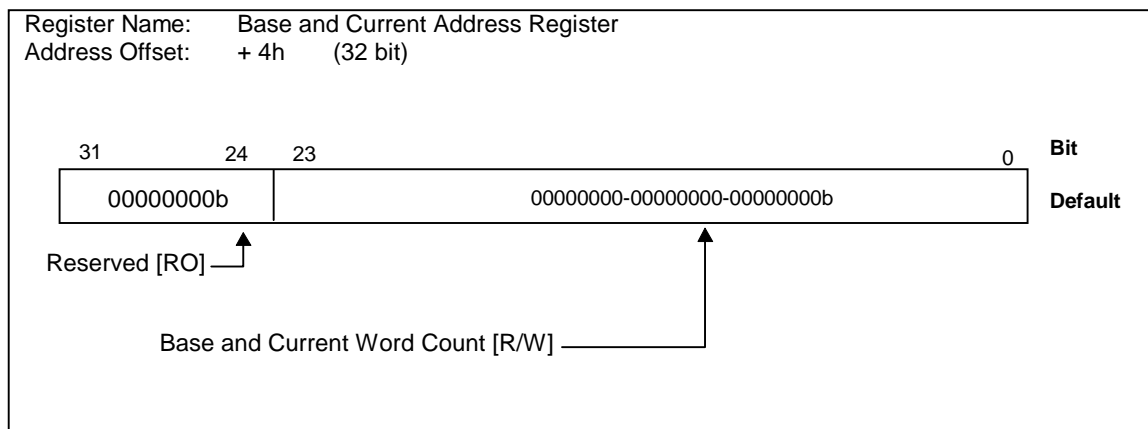 Register Name: Base and Current Address Register
Address Offset: + 4h (32 bit)
31 24 23 0 Bit
00000000b 00000000-00000000-00000000b Default
Reserved [RO]
Base and Current Word Count [R/W]